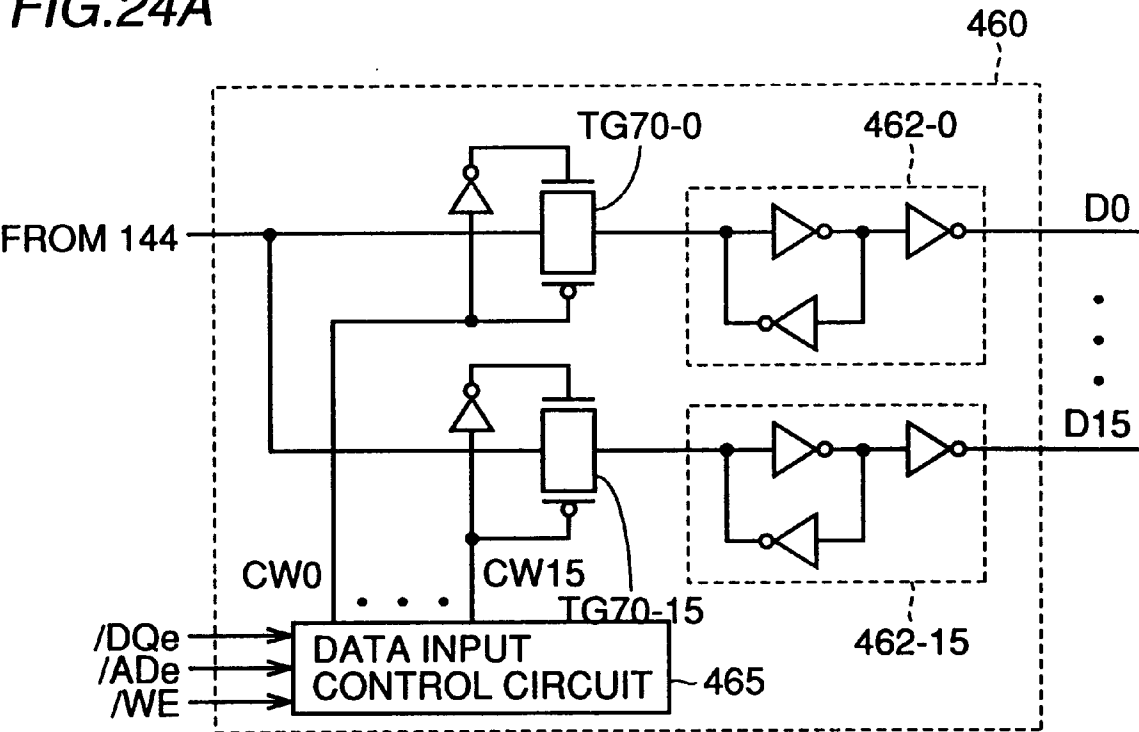 FIG.24A
460
TG70-0
462-0
FROM 144
D0
D15
CW0
CW15
TG70-15
462-15
/DQe
/ADe
/WE
DATA INPUT
CONTROL CIRCUIT
465